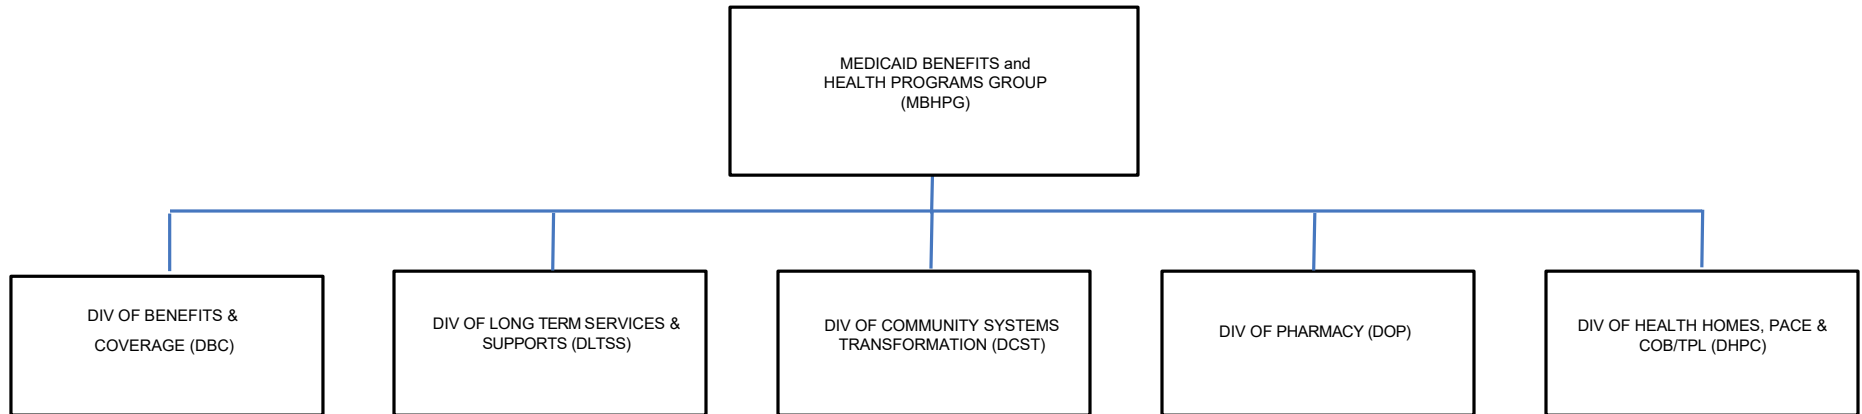 MEDICAID BENEFITS and
HEALTH PROGRAMS GROUP
(MBHPG)
DIV OF BENEFITS &
COVERAGE (DBC)
DIV OF LONG TERM SERVICES &
SUPPORTS (DLTSS)
DIV OF COMMUNITY SYSTEMS
TRANSFORMATION (DCST)
DIV OF PHARMACY (DOP)
DIV OF HEALTH HOMES, PACE &
COB/TPL (DHPC)